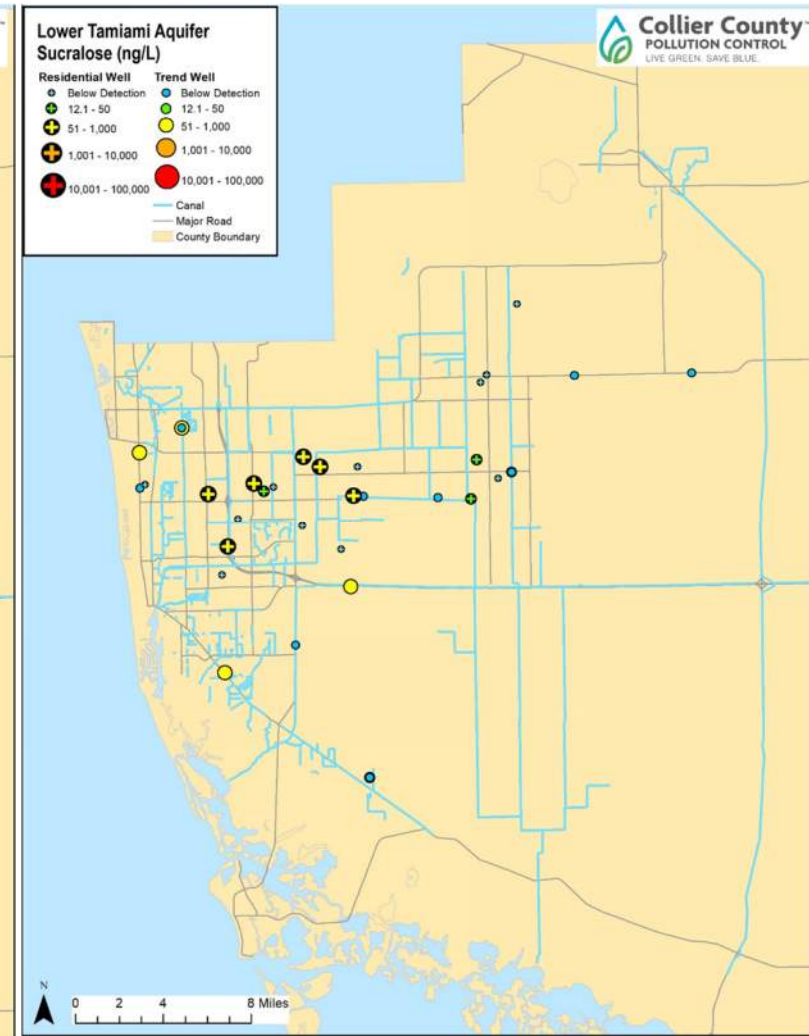 Lower Tamiami Aquifer
Sucralose (ng/L)
Residential Well Trend Well
Below Detection Below Detection
12.1 - 50 12.1 - 50
51 - 1,000 51 - 1,000
1,001 - 10,000 1,001 - 10,000
10,001 - 100,000 10,001 - 100,000
Canal
Major Road
County Boundary
Collier County
POLLUTION CONTROL
LIVE GREEN. SAVE BLUE.
N
0 2 4 8 Miles